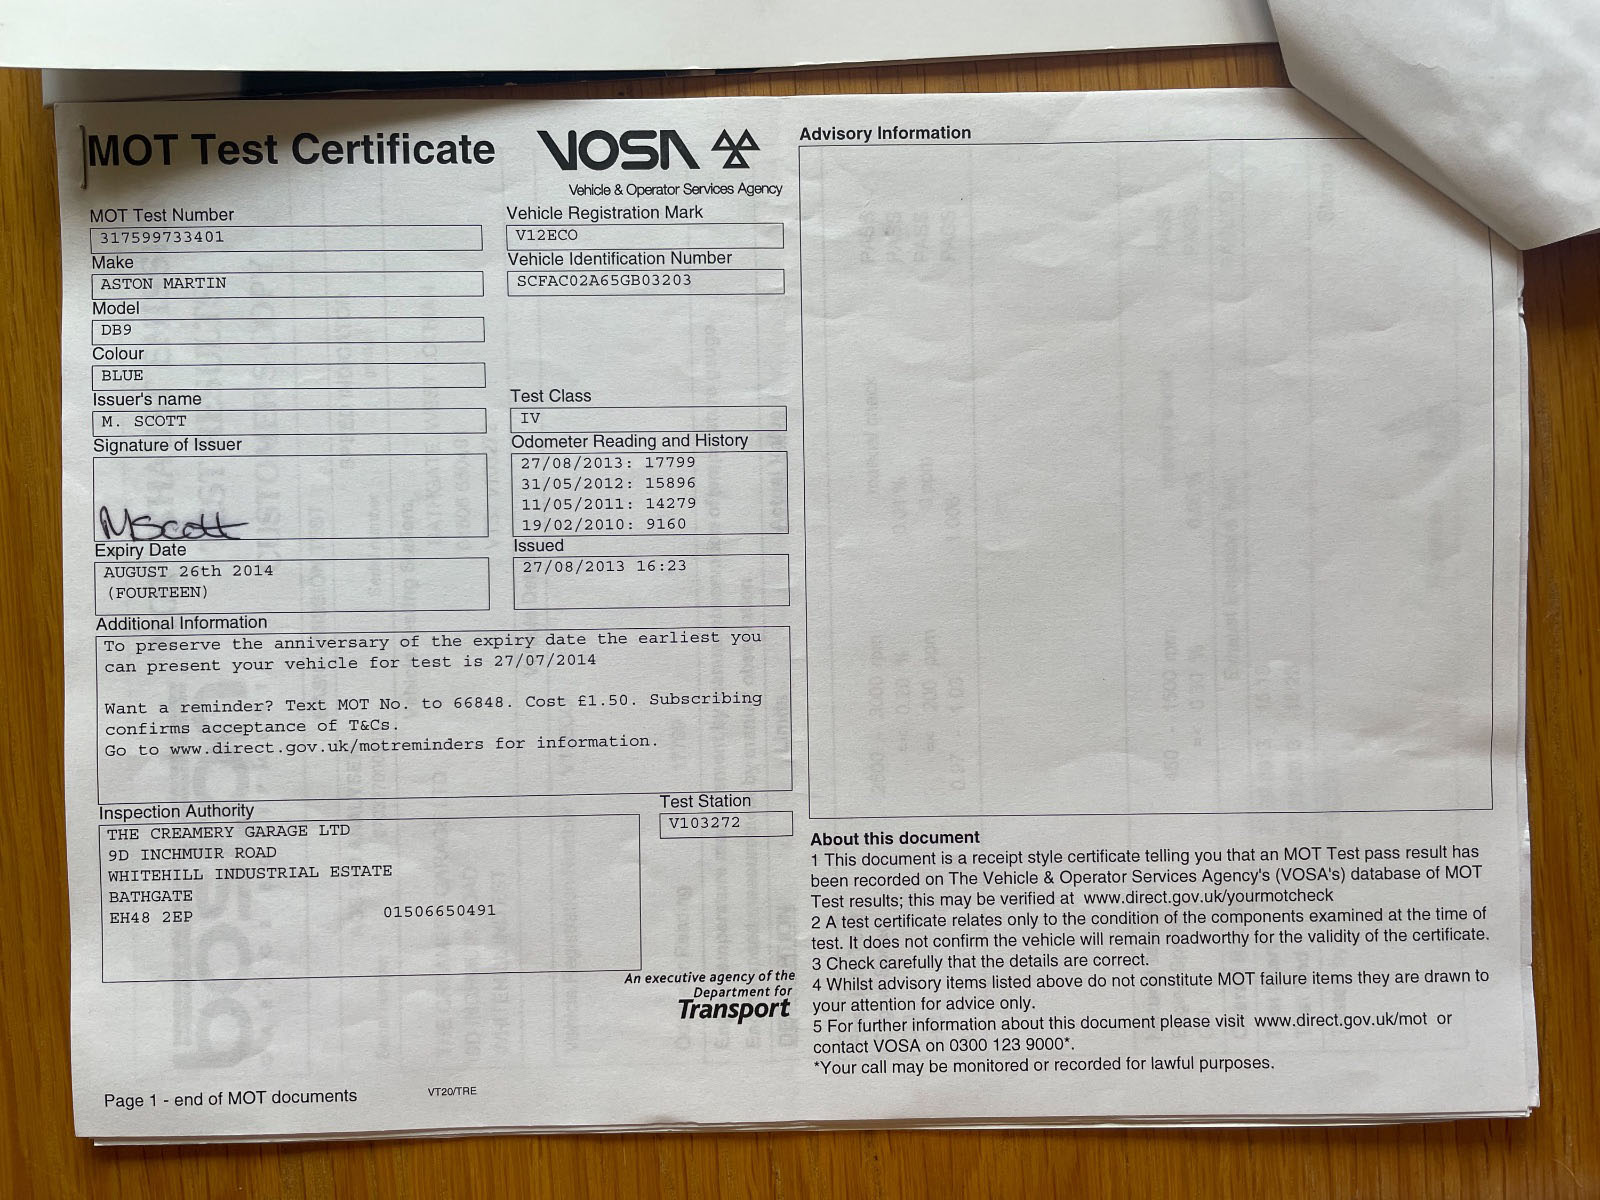 MOT Test Certificate
VOSA
Vehicle & Operator Services Agency
MOT Test Number
317599733401
Vehicle Registration Mark
V12ECO
Make
ASTON MARTIN
Vehicle Identification Number
SCFAC02A65GB03203
Model
DB9
Colour
BLUE
Issuer's name
M. SCOTT
Test Class
IV
Signature of Issuer
MScott
Odometer Reading and History
27/08/2013: 17799
31/05/2012: 15896
11/05/2011: 14279
19/02/2010: 9160
Expiry Date
AUGUST 26th 2014
(FOURTEEN)
Issued
27/08/2013 16:23
Additional Information
To preserve the anniversary of the expiry date the earliest you
can present your vehicle for test is 27/07/2014
Want a reminder? Text MOT No. to 66848. Cost £1.50. Subscribing
confirms acceptance of T&Cs.
Go to www.direct.gov.uk/motreminders for information.
Inspection Authority
THE CREAMERY GARAGE LTD
9D INCHMUIR ROAD
WHITEHILL INDUSTRIAL ESTATE
BATHGATE
EH48 2EP 01506650491
Test Station
V103272
An executive agency of the
Department for
Transport
Page 1 - end of MOT documents
VT20/TRE
Advisory Information
About this document
1 This document is a receipt style certificate telling you that an MOT Test pass result has
been recorded on The Vehicle & Operator Services Agency's (VOSA's) database of MOT
Test results; this may be verified at www.direct.gov.uk/yourmotcheck
2 A test certificate relates only to the condition of the components examined at the time of
test. It does not confirm the vehicle will remain roadworthy for the validity of the certificate.
3 Check carefully that the details are correct.
4 Whilst advisory items listed above do not constitute MOT failure items they are drawn to
your attention for advice only.
5 For further information about this document please visit www.direct.gov.uk/mot or
contact VOSA on 0300 123 9000*.
*Your call may be monitored or recorded for lawful purposes.